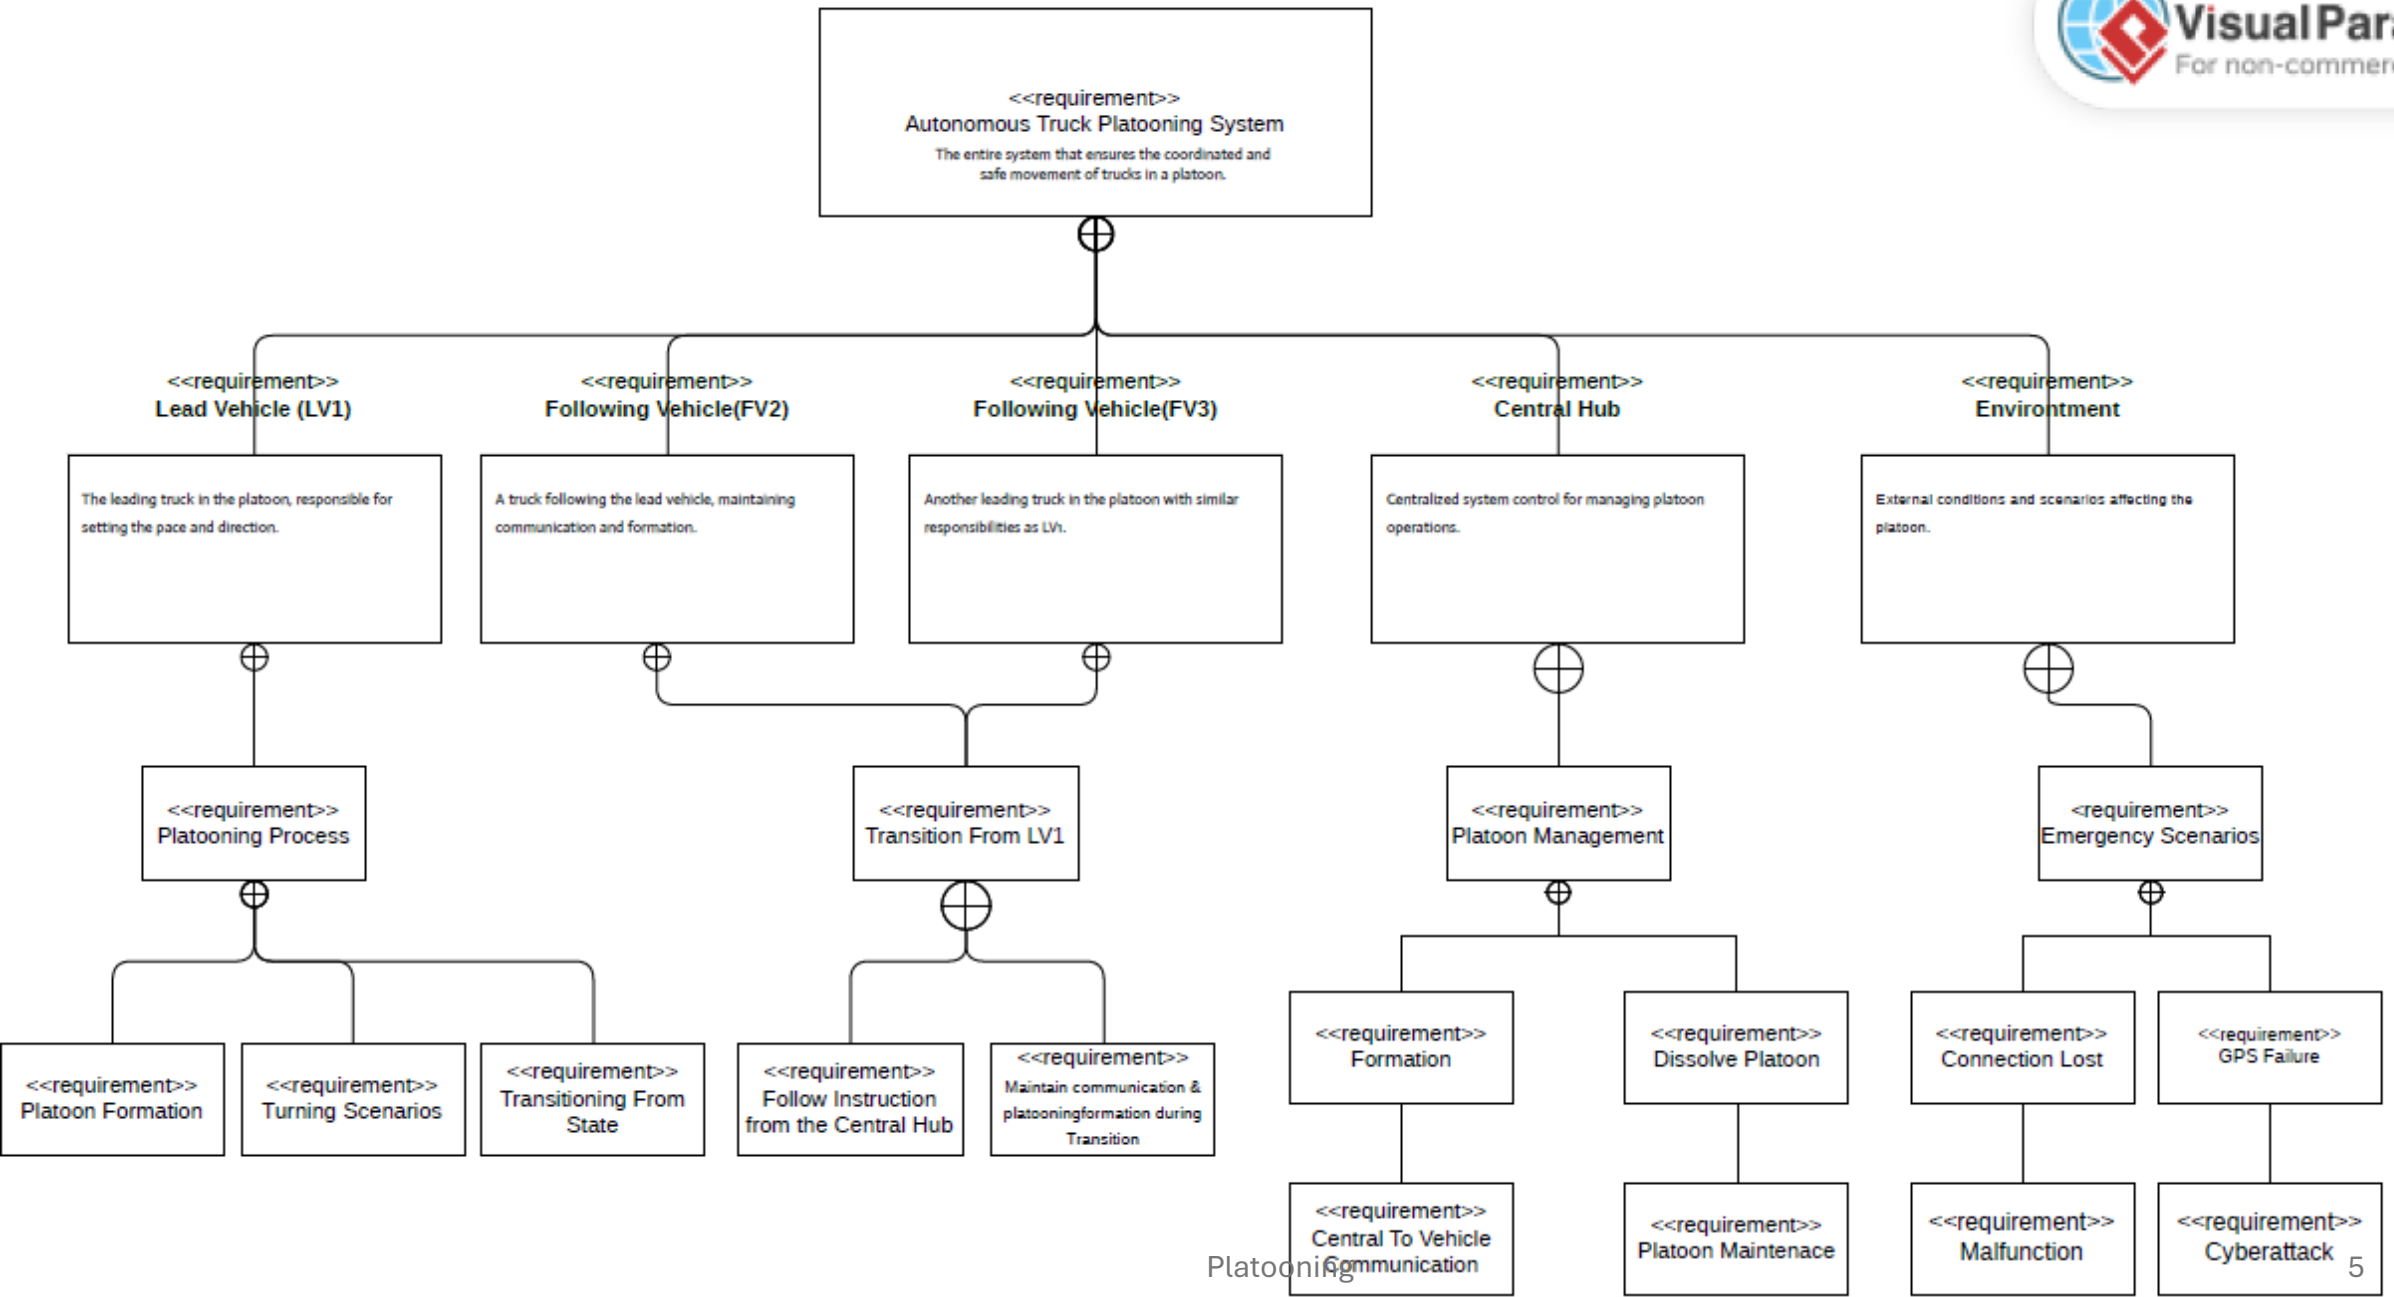 VisualPar
For non-commer
<<requirement>>
Autonomous Truck Platooning System
The entire system that ensures the coordinated and
safe movement of trucks in a platoon.
<<requirement>>
Lead Vehicle (LV1)
<<requirement>>
Following Vehicle(FV2)
<<requirement>>
Following Vehicle(FV3)
<<requirement>>
Central Hub
<<requirement>>
Environtment
The leading truck in the platoon, responsible for
setting the pace and direction.
A truck following the lead vehicle, maintaining
communication and formation.
Another leading truck in the platoon with similar
responsibilities as LV1.
Centralized system control for managing platoon
operations.
External conditions and scenarios affecting the
platoon.
<<requirement>>
Platooning Process
<<requirement>>
Transition From LV1
<<requirement>>
Platoon Management
<requirement>>
Emergency Scenarios
<<requirement>>
Platoon Formation
<<requirement>>
Turning Scenarios
<<requirement>>
Transitioning From
State
<<requirement>>
Follow Instruction
from the Central Hub
<<requirement>>
Maintain communication &
platooningformation during
Transition
<<requirement>>
Formation
<<requirement>>
Dissolve Platoon
<<requirement>>
Connection Lost
<<requirement>>
GPS Failure
<<requirement>>
Central To Vehicle
Communication
<<requirement>>
Platoon Maintenace
<<requirement>>
Malfunction
<<requirement>>
Cyberattack
Platooning
5